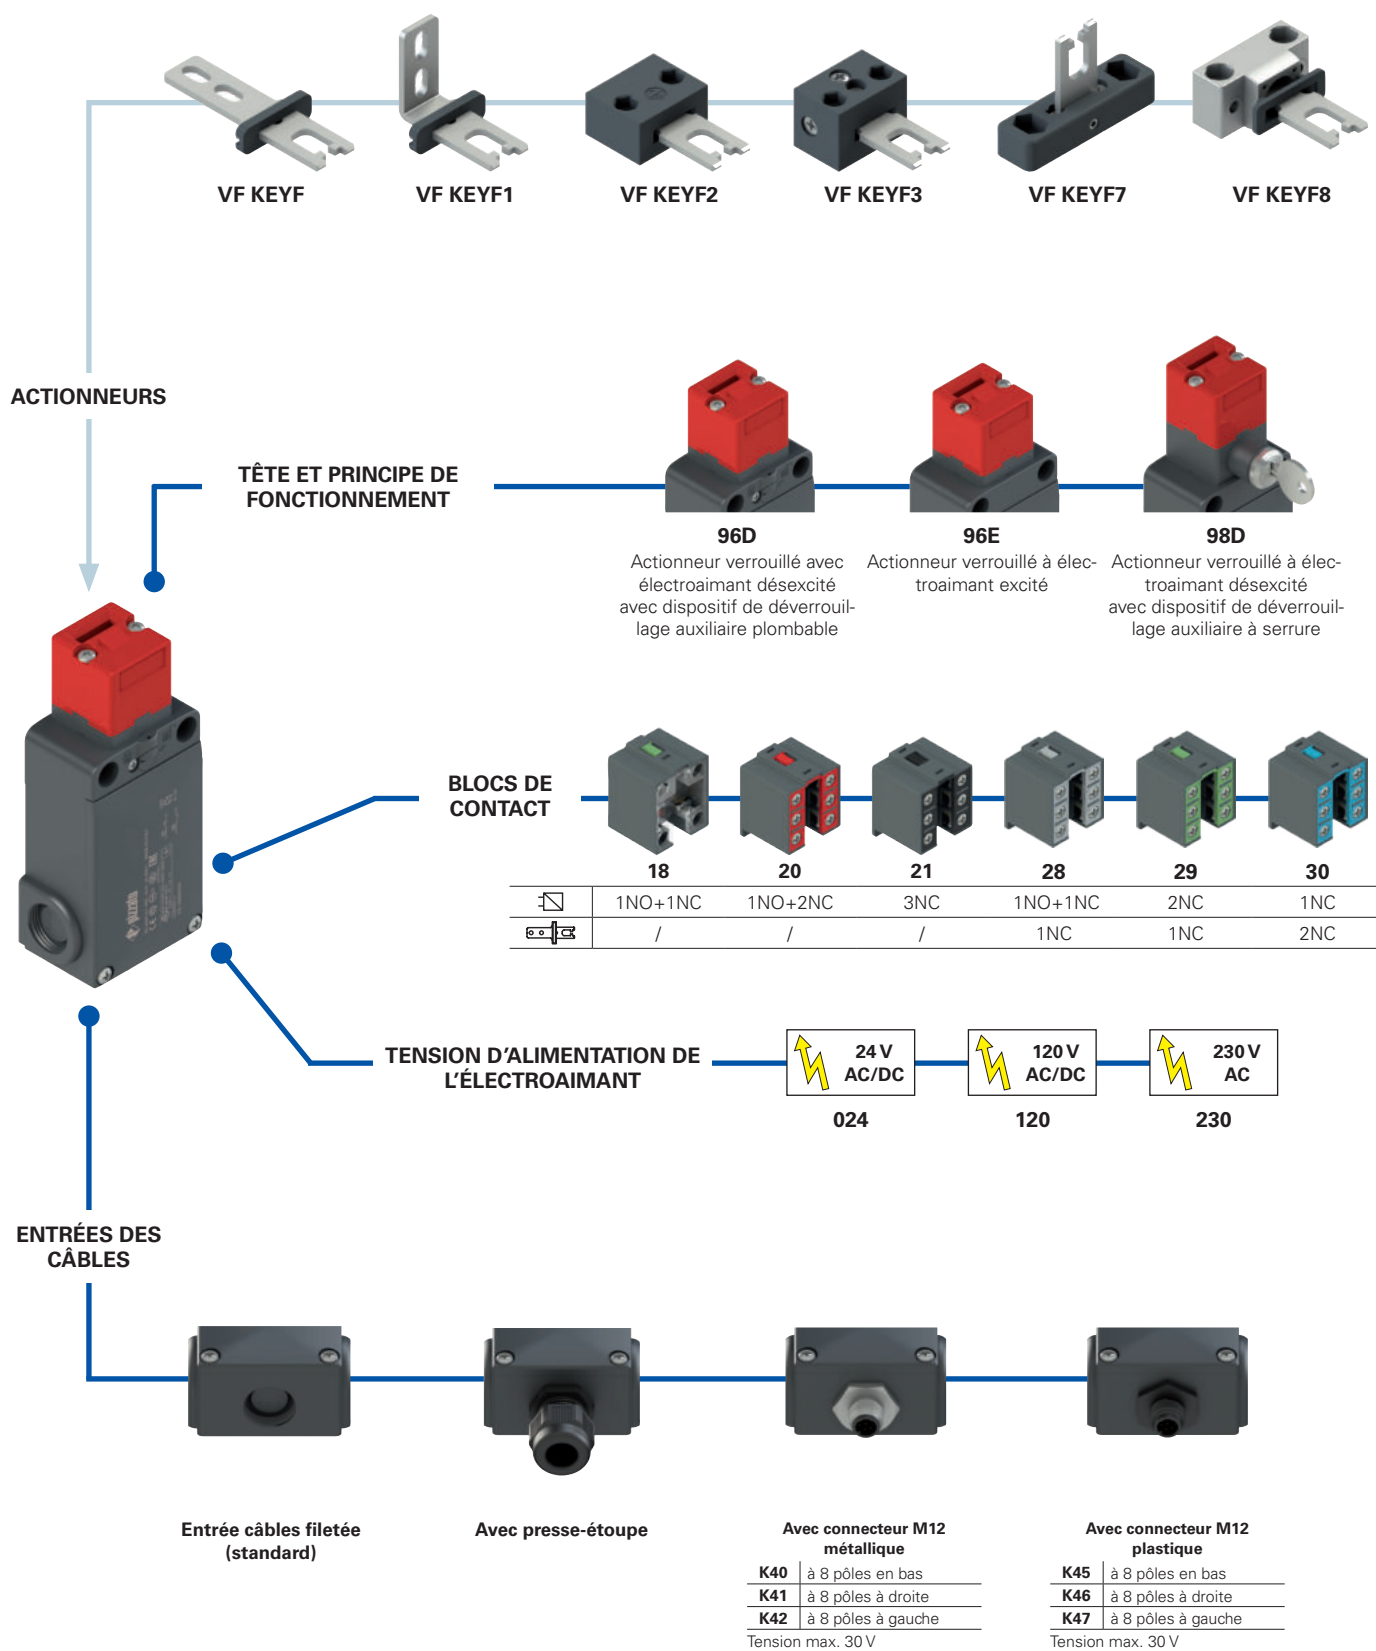 VF KEYF
VF KEYF1
VF KEYF2
VF KEYF3
VF KEYF7
VF KEYF8
ACTIONNEURS
TÊTE ET PRINCIPE DE
FONCTIONNEMENT
96D
Actionneur verrouillé avec
électroaimant désexcité
avec dispositif de déverrouil-
lage auxiliaire plombable
96E
Actionneur verrouillé à élec-
troaimant excité
98D
Actionneur verrouillé à élec-
troaimant désexcité
avec dispositif de déverrouil-
lage auxiliaire à serrure
pizzato
BLOCS DE
CONTACT
18 20 21 28 29 30
1NO+1NC 1NO+2NC 3NC 1NO+1NC 2NC 1NC
/ / / 1NC 1NC 2NC
TENSION D'ALIMENTATION DE
L'ÉLECTROAIMANT
24 V
AC/DC
024
120 V
AC/DC
120
230 V
AC
230
ENTRÉES DES
CÂBLES
Entrée câbles filetée
(standard)
Avec presse-étoupe
Avec connecteur M12
métallique
K40 à 8 pôles en bas
K41 à 8 pôles à droite
K42 à 8 pôles à gauche
Tension max. 30 V
Avec connecteur M12
plastique
K45 à 8 pôles en bas
K46 à 8 pôles à droite
K47 à 8 pôles à gauche
Tension max. 30 V